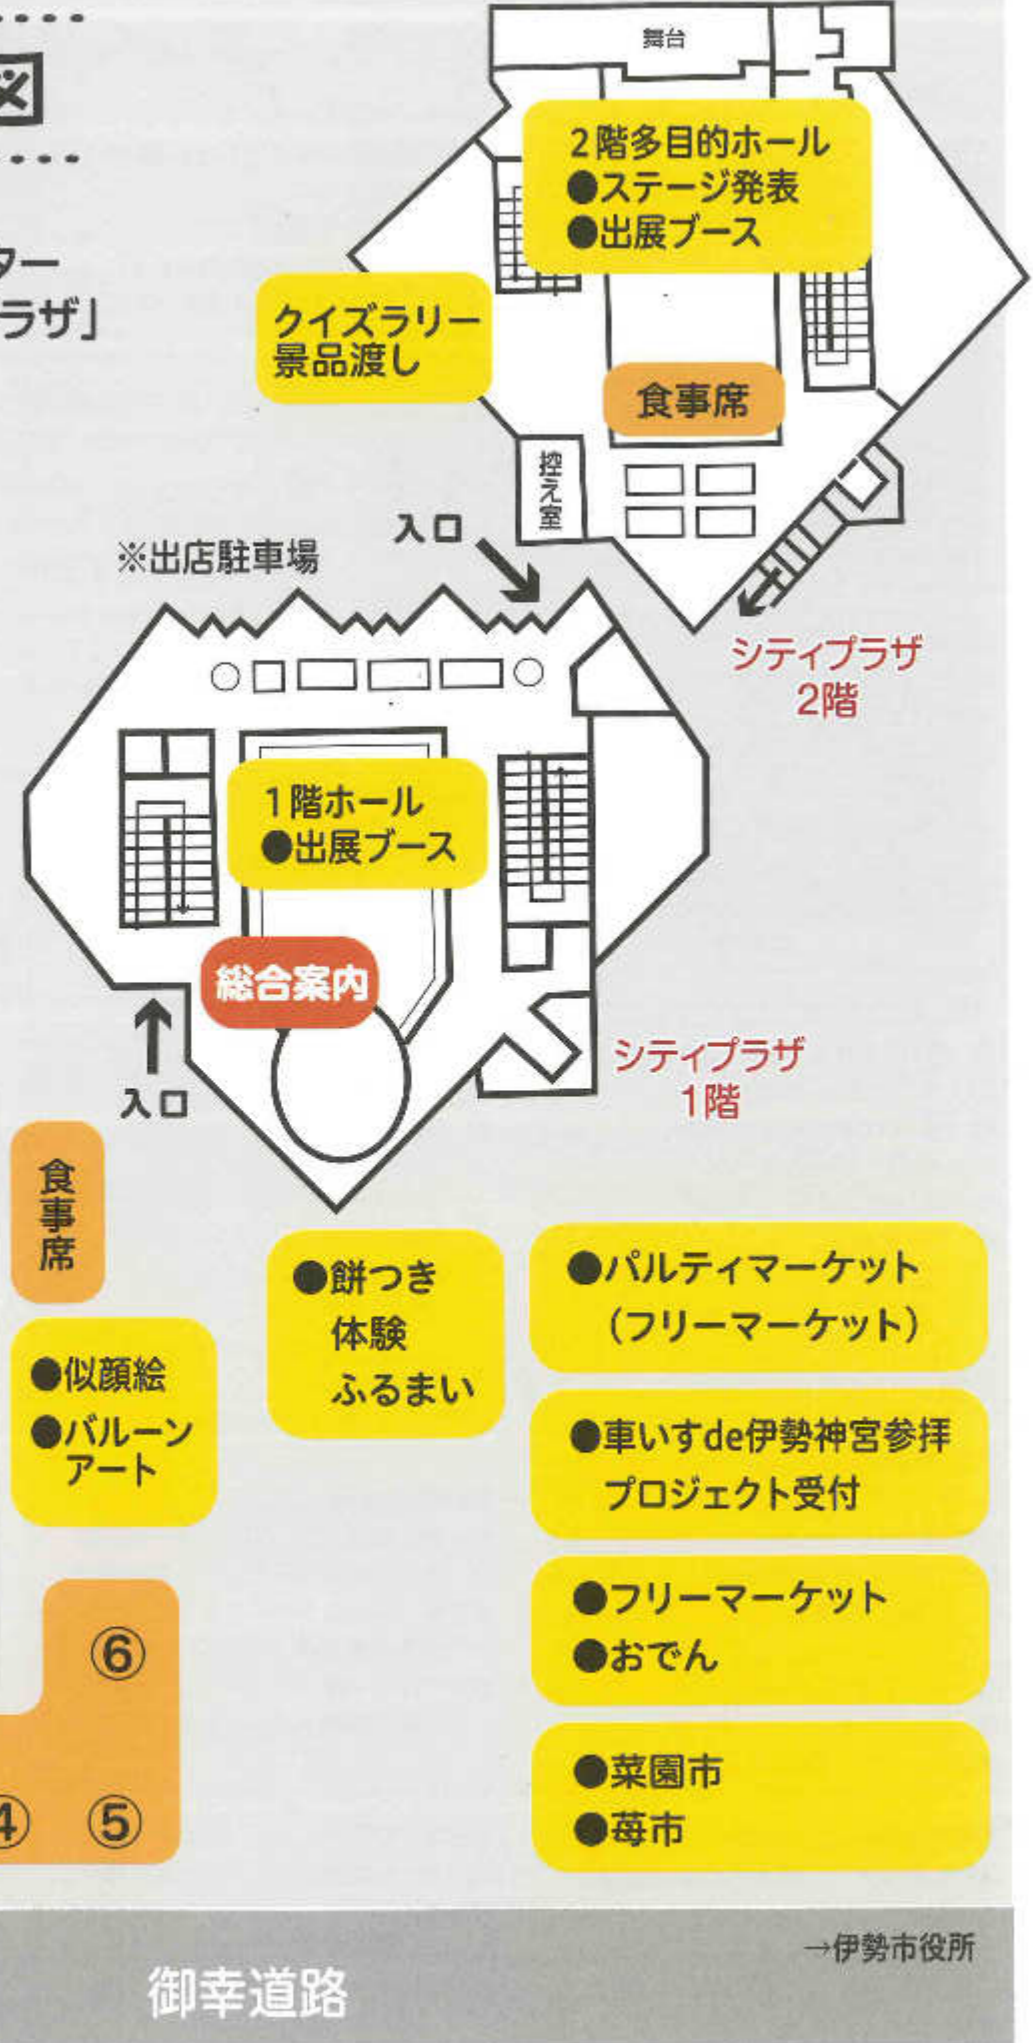 図
ター
ラザ」
舞台
2階多目的ホール
●ステージ発表
●出展ブース
クイズラリー
景品渡し
食事席
控え室
入口
※出店駐車場
シティプラザ
2階
1階ホール
●出展ブース
総合案内
入口
シティプラザ
1階
食事席
●餅つき
体験
ふるまい
●パルティマーケット
(フリーマーケット)
●似顔絵
●バルーン
アート
●車いすde伊勢神宮参拝
プロジェクト受付
⑥
●フリーマーケット
●おでん
④
⑤
●菜園市
●苺市
→伊勢市役所
御幸道路